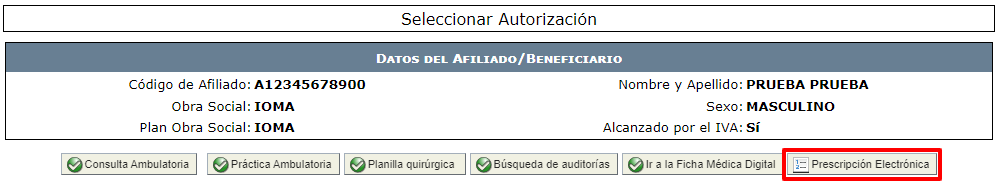 Seleccionar Autorización
Datos del Afiliado/Beneficiario
Código de Afiliado: A12345678900 Nombre y Apellido: PRUEBA PRUEBA
Obra Social: IOMA Sexo: MASCULINO
Plan Obra Social: IOMA Alcanzado por el IVA: Sí
Consulta Ambulatoria Práctica Ambulatoria Planilla quirúrgica Búsqueda de auditorías Ir a la Ficha Médica Digital Prescripción Electrónica